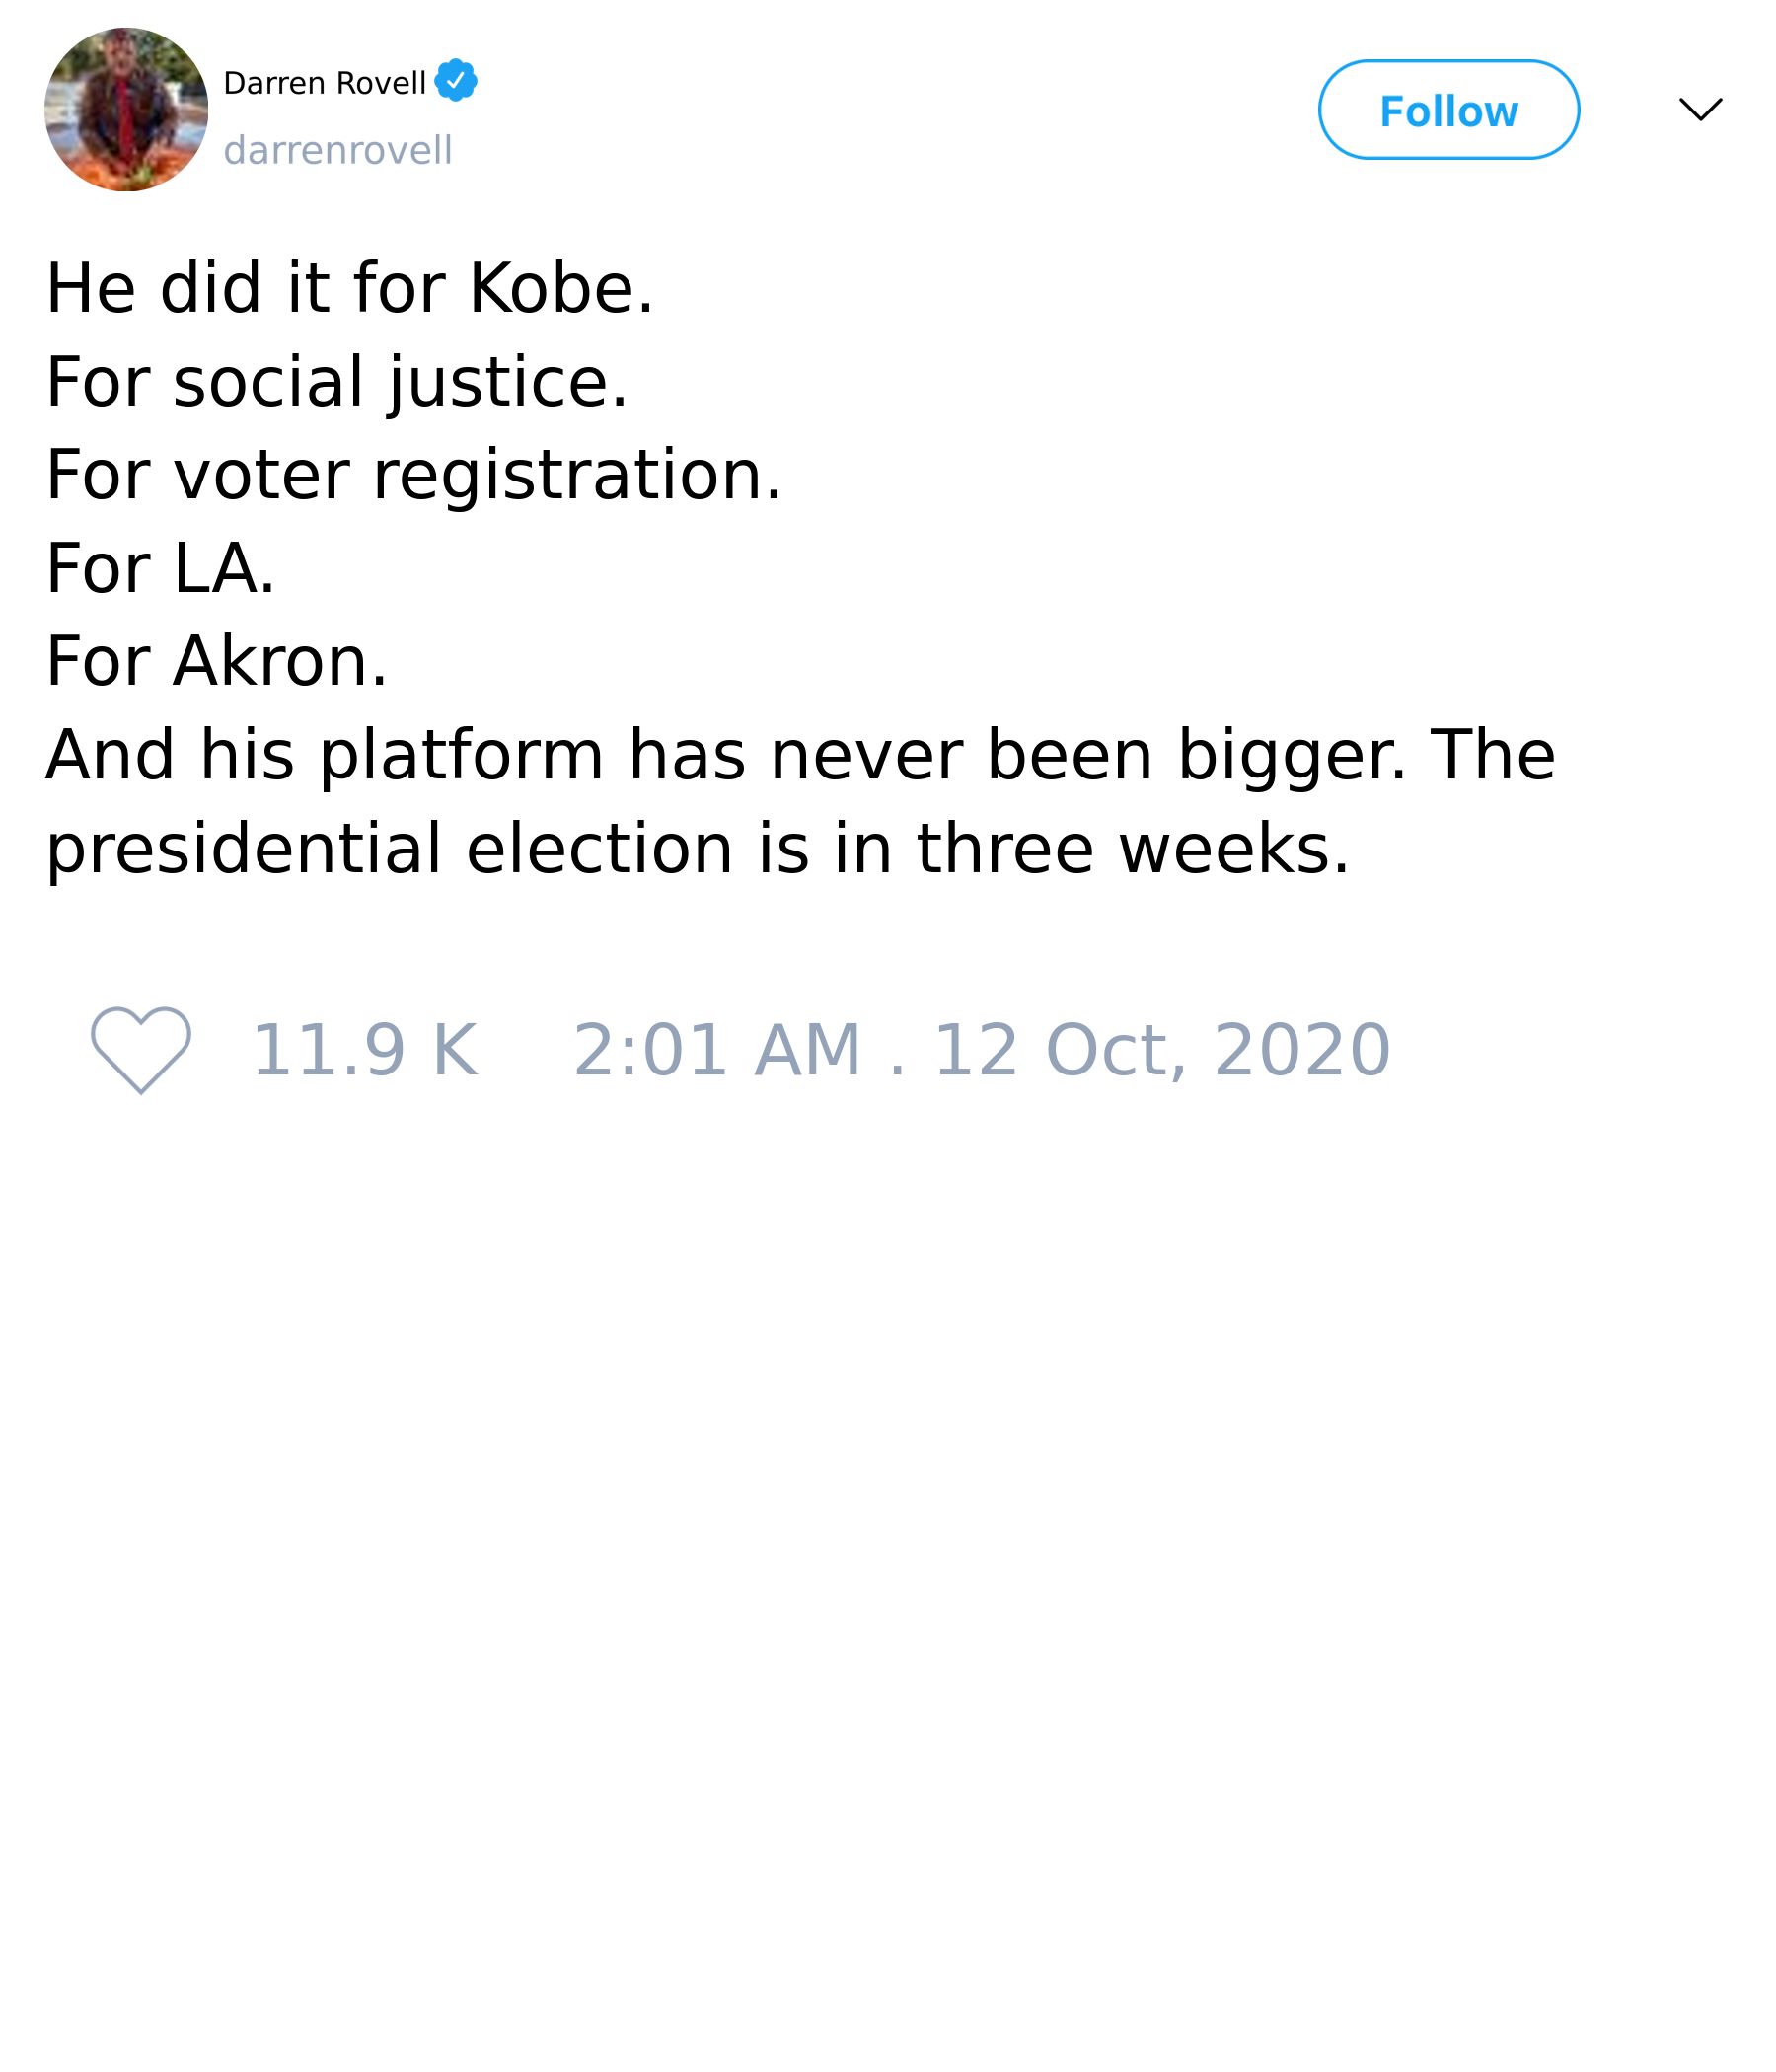 Darren Rovell
darrenrovell
Follow
He did it for Kobe.
For social justice.
For voter registration.
For LA.
For Akron.
And his platform has never been bigger. The
presidential election is in three weeks.
11.9 K 2:01 AM . 12 Oct, 2020